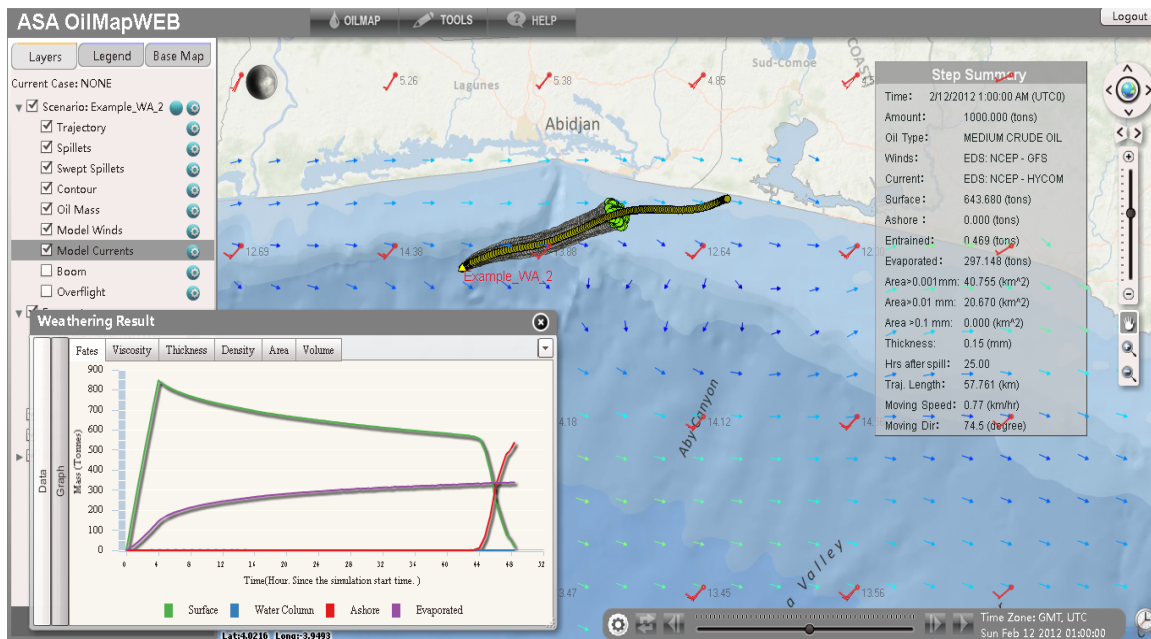 ASA OilMapWEB
OILMAP
TOOLS
HELP
Logout
Layers
Legend
Base Map
Current Case: NONE
Scenario: Example_WA_2
Trajectory
Spillets
Swept Spillets
Contour
Oil Mass
Model Winds
Model Currents
Boom
Overflight
5.26
Lagunes
5.38
4.85
Sud-Comoe
Abidjan
12.63
14.38
13.68
12.64
Example_WA_2
Aby Canyon
4.18
14.12
3.47
13.45
13.56
a Valley
Step Summary
Time: 2/12/2012 1:00:00 AM (UTC0)
Amount: 1000.000 (tons)
Oil Type: MEDIUM CRUDE OIL
Winds: EDS: NCEP - GFS
Current: EDS: NCEP - HYCOM
Surface: 643.680 (tons)
Ashore : 0.000 (tons)
Entrained: 0.469 (tons)
Evaporated: 297.148 (tons)
Area>0.001mm: 40.755 (km^2)
Area>0.01 mm: 20.670 (km^2)
Area >0.1 mm: 0.000 (km^2)
Thickness: 0.15 (mm)
Hrs after spill: 25.00
Traj. Length: 57.761 (km)
Moving Speed: 0.77 (km/hr)
Moving Dir: 74.5 (degree)
Weathering Result
Data
Graph
Fates
Viscosity
Thickness
Density
Area
Volume
Mass (Tonnes)
900
800
700
600
500
400
300
200
100
0
0 4 8 12 16 20 24 28 32 36 40 44 48 52
Time(Hour. Since the simulation start time. )
Surface
Water Column
Ashore
Evaporated
Lat:4.0216 Long:-3.9493
Time Zone: GMT, UTC
Sun Feb 12 2012 01:00:00